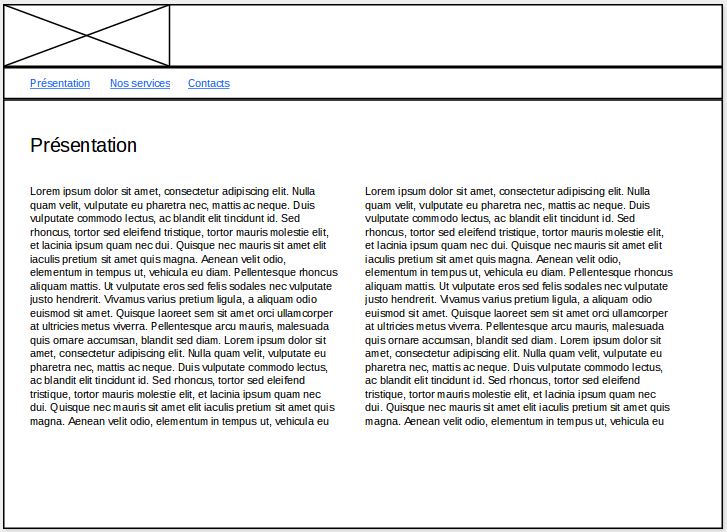 Présentation
Nos services
Contacts
Présentation
Lorem ipsum dolor sit amet, consectetur adipiscing elit. Nulla
quam velit, vulputate eu pharetra nec, mattis ac neque. Duis
vulputate commodo lectus, ac blandit elit tincidunt id. Sed
rhoncus, tortor sed eleifend tristique, tortor mauris molestie elit,
et lacinia ipsum quam nec dui. Quisque nec mauris sit amet elit
iaculis pretium sit amet quis magna. Aenean velit odio,
elementum in tempus ut, vehicula eu diam. Pellentesque rhoncus
aliquam mattis. Ut vulputate eros sed felis sodales nec vulputate
justo hendrerit. Vivamus varius pretium ligula, a aliquam odio
euismod sit amet. Quisque laoreet sem sit amet orci ullamcorper
at ultricies metus viverra. Pellentesque arcu mauris, malesuada
quis ornare accumsan, blandit sed diam. Lorem ipsum dolor sit
amet, consectetur adipiscing elit. Nulla quam velit, vulputate eu
pharetra nec, mattis ac neque. Duis vulputate commodo lectus,
ac blandit elit tincidunt id. Sed rhoncus, tortor sed eleifend
tristique, tortor mauris molestie elit, et lacinia ipsum quam nec
dui. Quisque nec mauris sit amet elit iaculis pretium sit amet quis
magna. Aenean velit odio, elementum in tempus ut, vehicula eu
Lorem ipsum dolor sit amet, consectetur adipiscing elit. Nulla
quam velit, vulputate eu pharetra nec, mattis ac neque. Duis
vulputate commodo lectus, ac blandit elit tincidunt id. Sed
rhoncus, tortor sed eleifend tristique, tortor mauris molestie elit,
et lacinia ipsum quam nec dui. Quisque nec mauris sit amet elit
iaculis pretium sit amet quis magna. Aenean velit odio,
elementum in tempus ut, vehicula eu diam. Pellentesque rhoncus
aliquam mattis. Ut vulputate eros sed felis sodales nec vulputate
justo hendrerit. Vivamus varius pretium ligula, a aliquam odio
euismod sit amet. Quisque laoreet sem sit amet orci ullamcorper
at ultricies metus viverra. Pellentesque arcu mauris, malesuada
quis ornare accumsan, blandit sed diam. Lorem ipsum dolor sit
amet, consectetur adipiscing elit. Nulla quam velit, vulputate eu
pharetra nec, mattis ac neque. Duis vulputate commodo lectus,
ac blandit elit tincidunt id. Sed rhoncus, tortor sed eleifend
tristique, tortor mauris molestie elit, et lacinia ipsum quam nec
dui. Quisque nec mauris sit amet elit iaculis pretium sit amet quis
magna. Aenean velit odio, elementum in tempus ut, vehicula eu